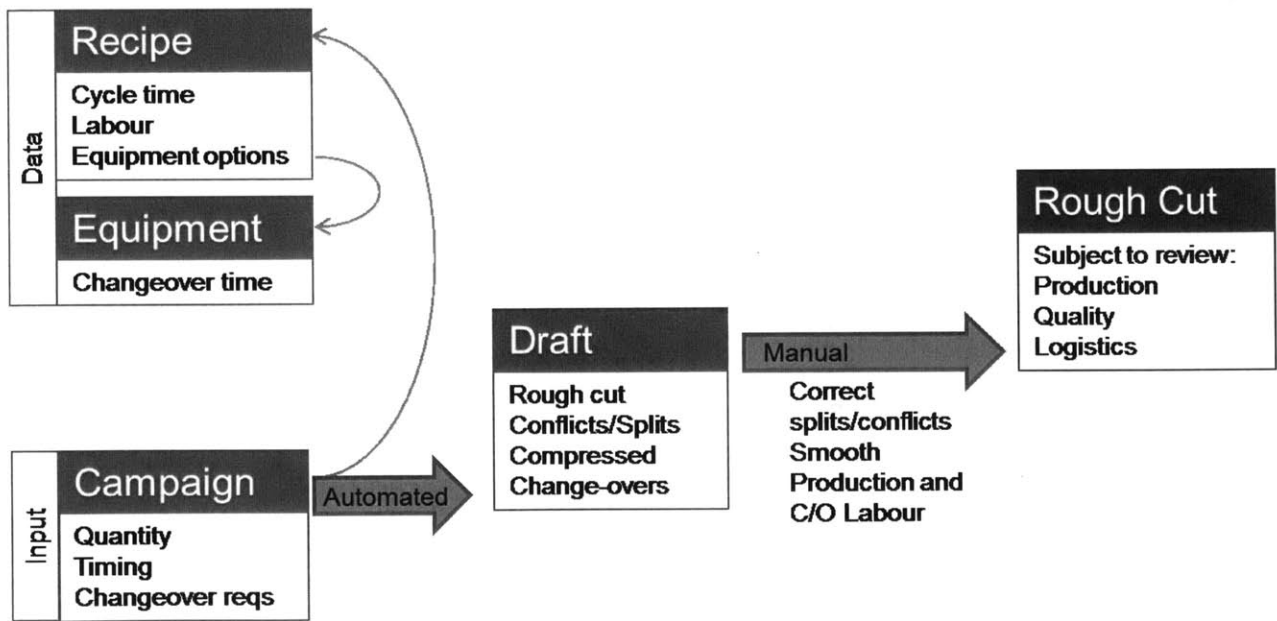 Data
Recipe
Cycle time
Labour
Equipment options
Equipment
Changeover time
Input
Campaign
Quantity
Timing
Changeover reqs
Automated
Draft
Rough cut
Conflicts/Splits
Compressed
Change-overs
Manual
Correct
splits/conflicts
Smooth
Production and
C/O Labour
Rough Cut
Subject to review:
Production
Quality
Logistics